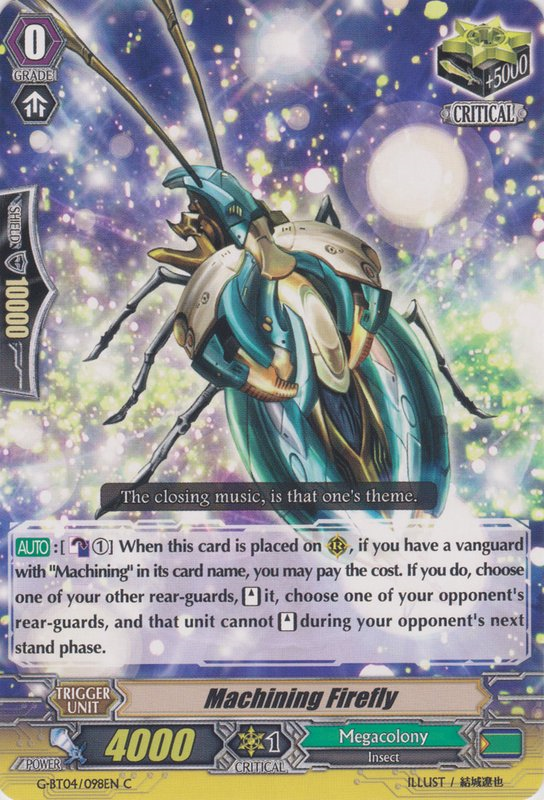 0
GRADE
+5000
CRITICAL
SHIELD 10000
The closing music, is that one's theme.
AUTO:[①] When this card is placed on R, if you have a vanguard
with "Machining" in its card name, you may pay the cost. If you do, choose
one of your other rear-guards, it, choose one of your opponent's
rear-guards, and that unit cannot during your opponent's next
stand phase.
TRIGGER
UNIT
Machining Firefly
POWER
4000
1
CRITICAL
Megacolony
Insect
G-BT04/098EN C
ILLUST / 結城遼也